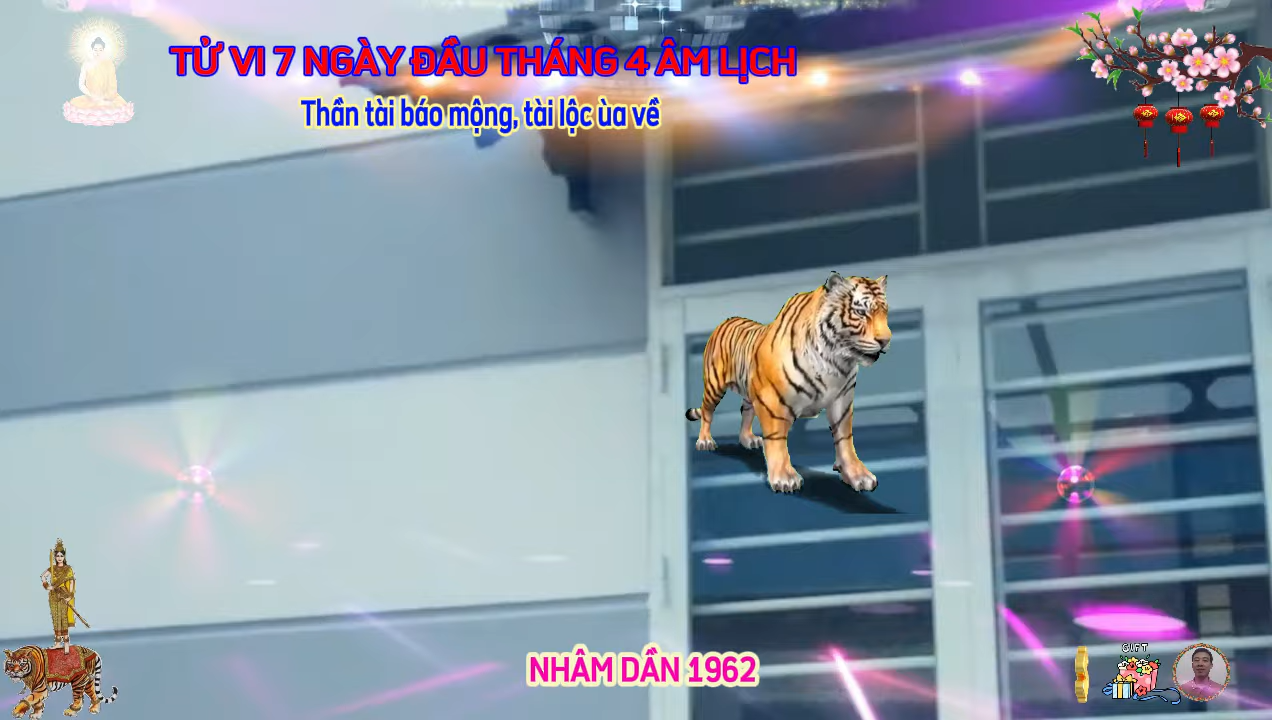 TỬ VI 7 NGÀY ĐẦU THÁNG 4 ÂM LỊCH
Thần tài báo mộng, tài lộc ùa về
NHÂM DẦN 1962
GIFT